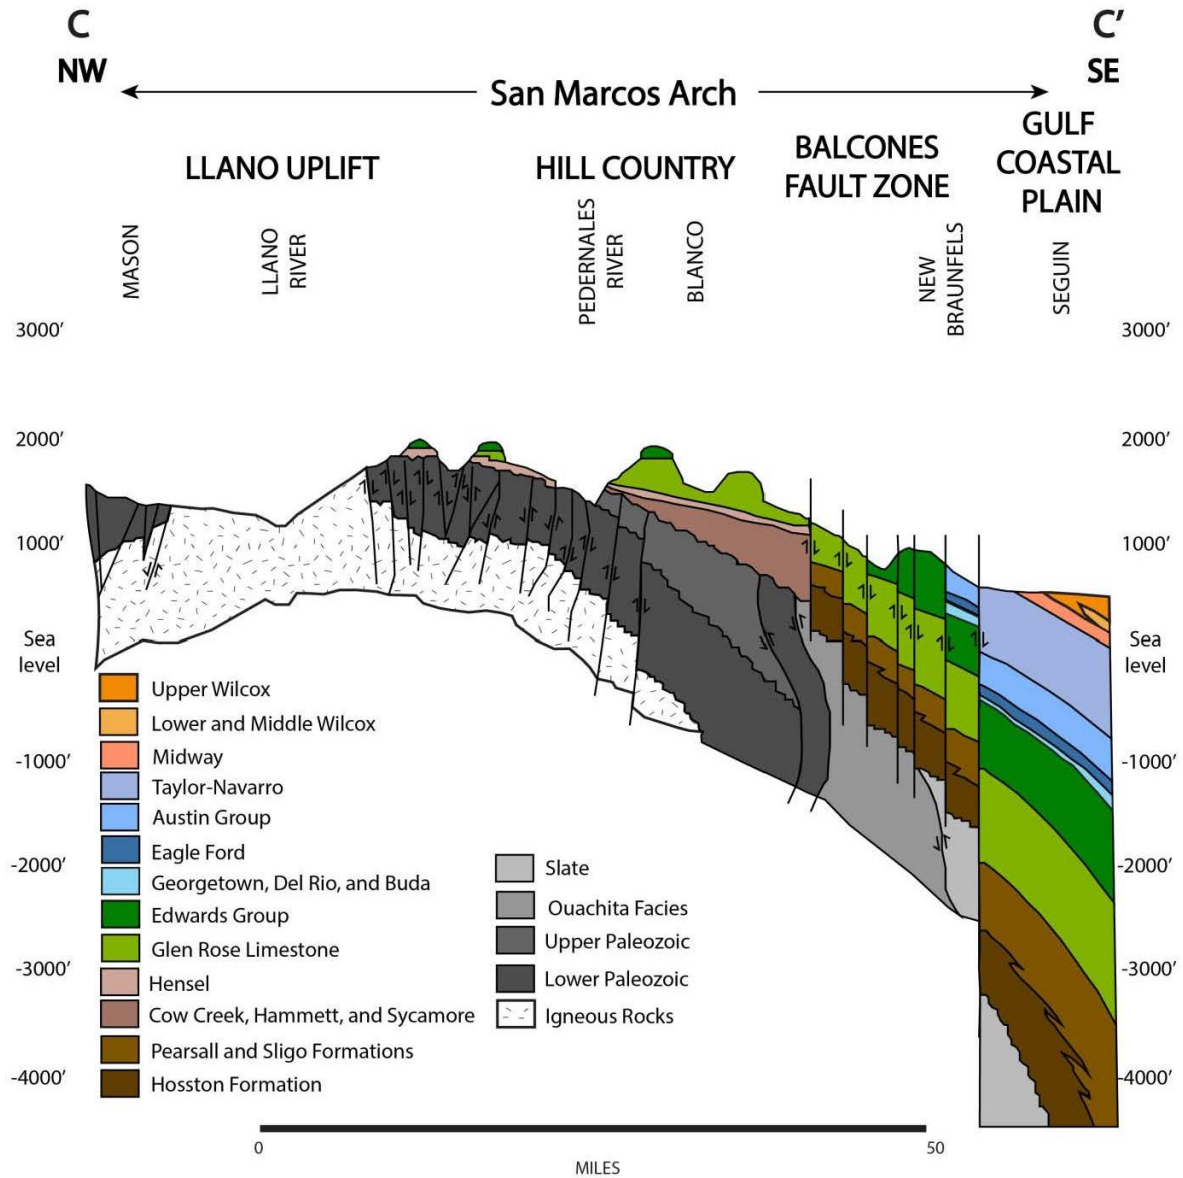 C
C′
NW
SE
San Marcos Arch
LLANO UPLIFT
HILL COUNTRY
BALCONES
FAULT ZONE
GULF
COASTAL
PLAIN
MASON
LLANO
RIVER
PEDERNALES
RIVER
BLANCO
NEW
BRAUNFELS
SEGUIN
3000′
3000′
2000′
2000′
1000′
1000′
Sea
level
Sea
level
-1000′
-1000′
-2000′
-2000′
-3000′
-3000′
-4000′
-4000′
Upper Wilcox
Lower and Middle Wilcox
Midway
Taylor-Navarro
Austin Group
Eagle Ford
Georgetown, Del Rio, and Buda
Edwards Group
Glen Rose Limestone
Hensel
Cow Creek, Hammett, and Sycamore
Pearsall and Sligo Formations
Hosston Formation
Slate
Ouachita Facies
Upper Paleozoic
Lower Paleozoic
Igneous Rocks
0
50
MILES